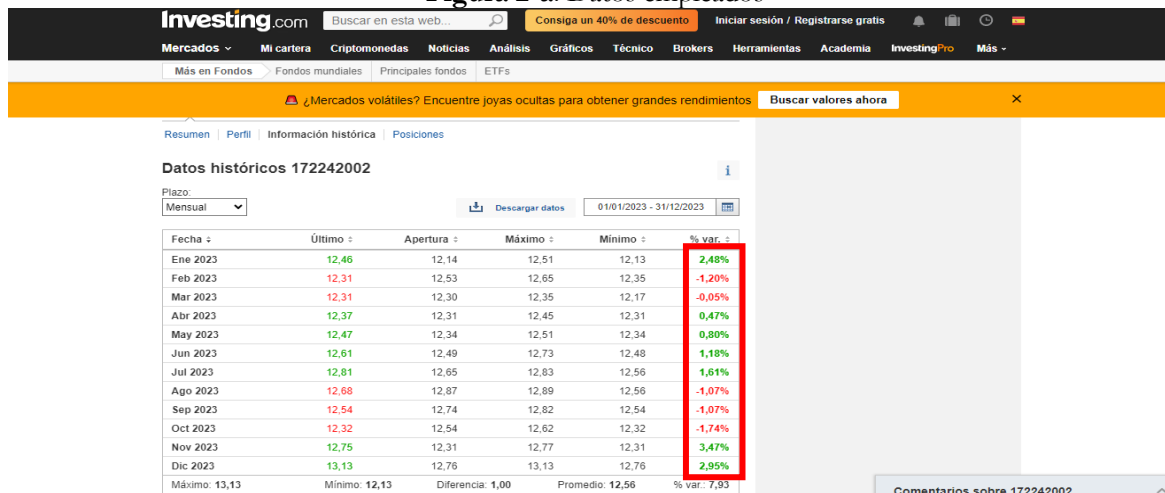 Figura 2-a. Datos empleados
Investing.com Buscar en esta web... Consiga un 40% de descuento Iniciar sesión / Registrarse gratis
Mercados Mi cartera Criptomonedas Noticias Análisis Gráficos Técnico Brokers Herramientas Academia InvestingPro Más
Más en Fondos Fondos mundiales Principales fondos ETFs
¿Mercados volátiles? Encuentre joyas ocultas para obtener grandes rendimientos Buscar valores ahora ×
Resumen | Perfil | Información histórica | Posiciones
Datos históricos 172242002 i
Plazo:
Mensual Descargar datos 01/01/2023 - 31/12/2023
Fecha Último Apertura Máximo Mínimo % var.
Ene 2023 12,46 12,14 12,51 12,13 2,48%
Feb 2023 12,31 12,53 12,65 12,35 -1,20%
Mar 2023 12,31 12,30 12,35 12,17 -0,05%
Abr 2023 12,37 12,31 12,45 12,31 0,47%
May 2023 12,47 12,34 12,51 12,34 0,80%
Jun 2023 12,61 12,49 12,73 12,48 1,18%
Jul 2023 12,81 12,65 12,83 12,56 1,61%
Ago 2023 12,68 12,87 12,89 12,56 -1,07%
Sep 2023 12,54 12,74 12,82 12,54 -1,07%
Oct 2023 12,32 12,54 12,62 12,32 -1,74%
Nov 2023 12,75 12,31 12,77 12,31 3,47%
Dic 2023 13,13 12,76 13,13 12,76 2,95%
Máximo: 13,13 Mínimo: 12,13 Diferencia: 1,00 Promedio: 12,56 % var.: 7,93
Comentarios sobre 172242002